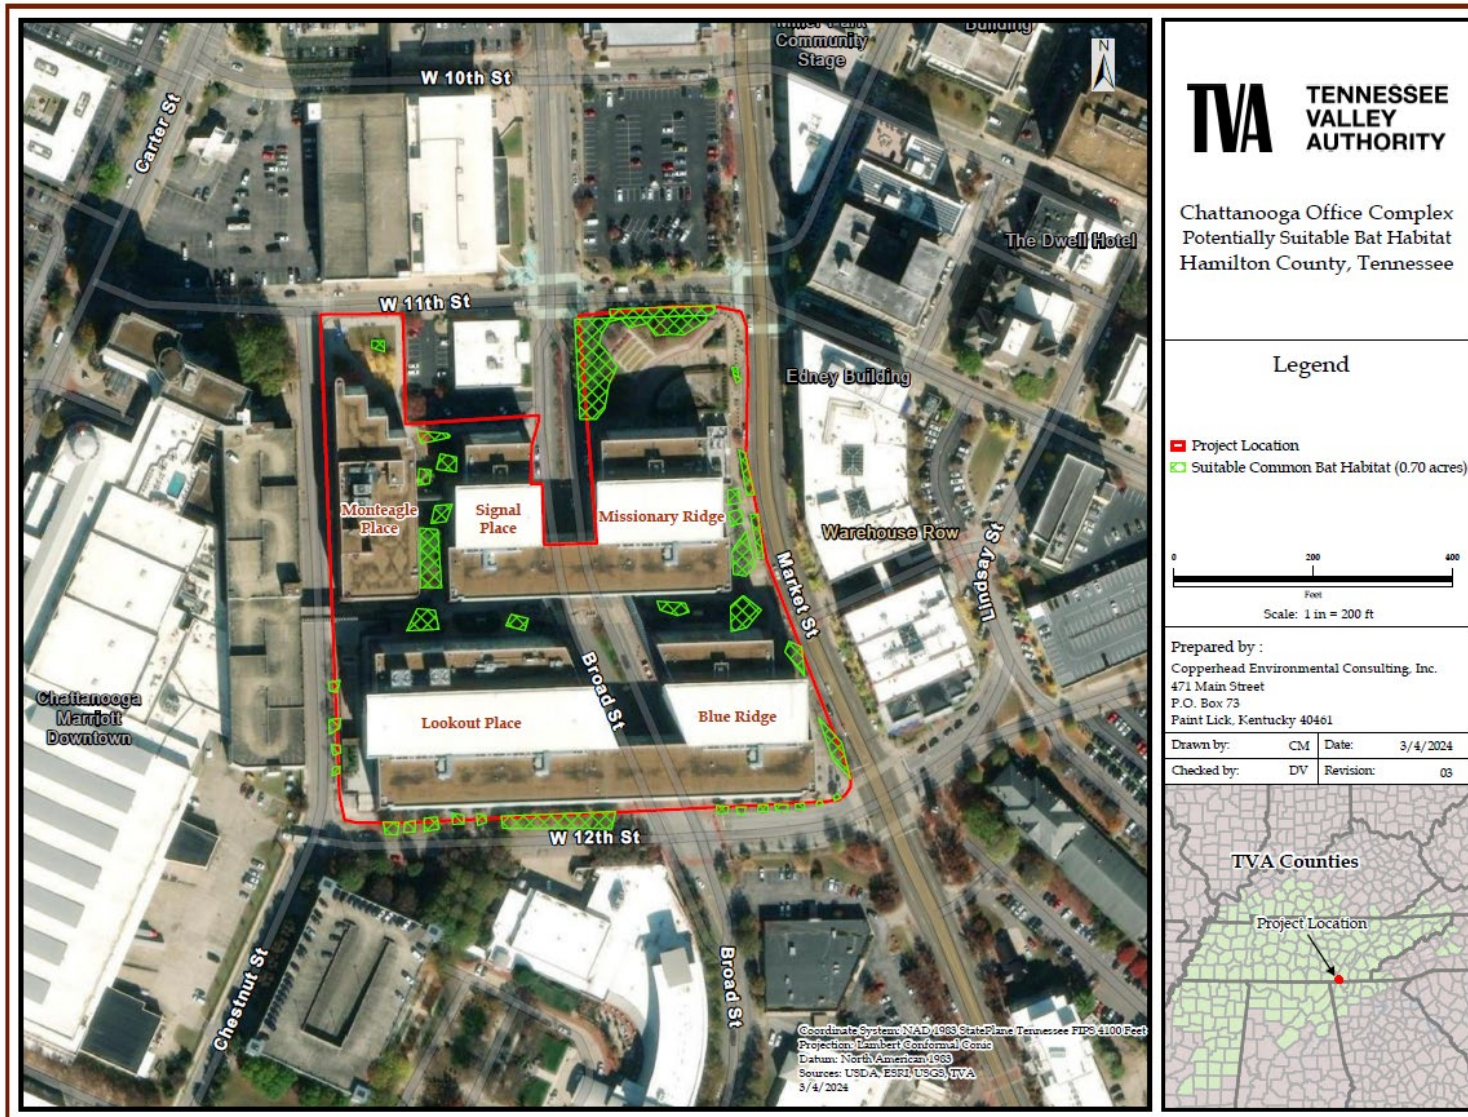 Miller Park
Community
Stage
Building
N
W 10th St
Carter St
The Dwell Hotel
W 11th St
Edney Building
Monteagle
Place
Signal
Place
Missionary Ridge
Warehouse Row
Market St
Lindsay St
Broad St
Chattanooga
Marriott
Downtown
Lookout Place
Blue Ridge
W 12th St
Chestnut St
Broad St
Coordinate System: NAD 1983 StatePlane Tennessee FIPS 4100 Feet
Projection: Lambert Conformal Conic
Datum: North American 1983
Sources: USDA, ESRI, USGS, TVA
3/4/2024
TVA
TENNESSEE
VALLEY
AUTHORITY
Chattanooga Office Complex
Potentially Suitable Bat Habitat
Hamilton County, Tennessee
Legend
Project Location
Suitable Common Bat Habitat (0.70 acres)
0 200 400
Feet
Scale: 1 in = 200 ft
Prepared by :
Copperhead Environmental Consulting, Inc.
471 Main Street
P.O. Box 73
Paint Lick, Kentucky 40461
Drawn by: CM Date: 3/4/2024
Checked by: DV Revision: 03
TVA Counties
Project Location